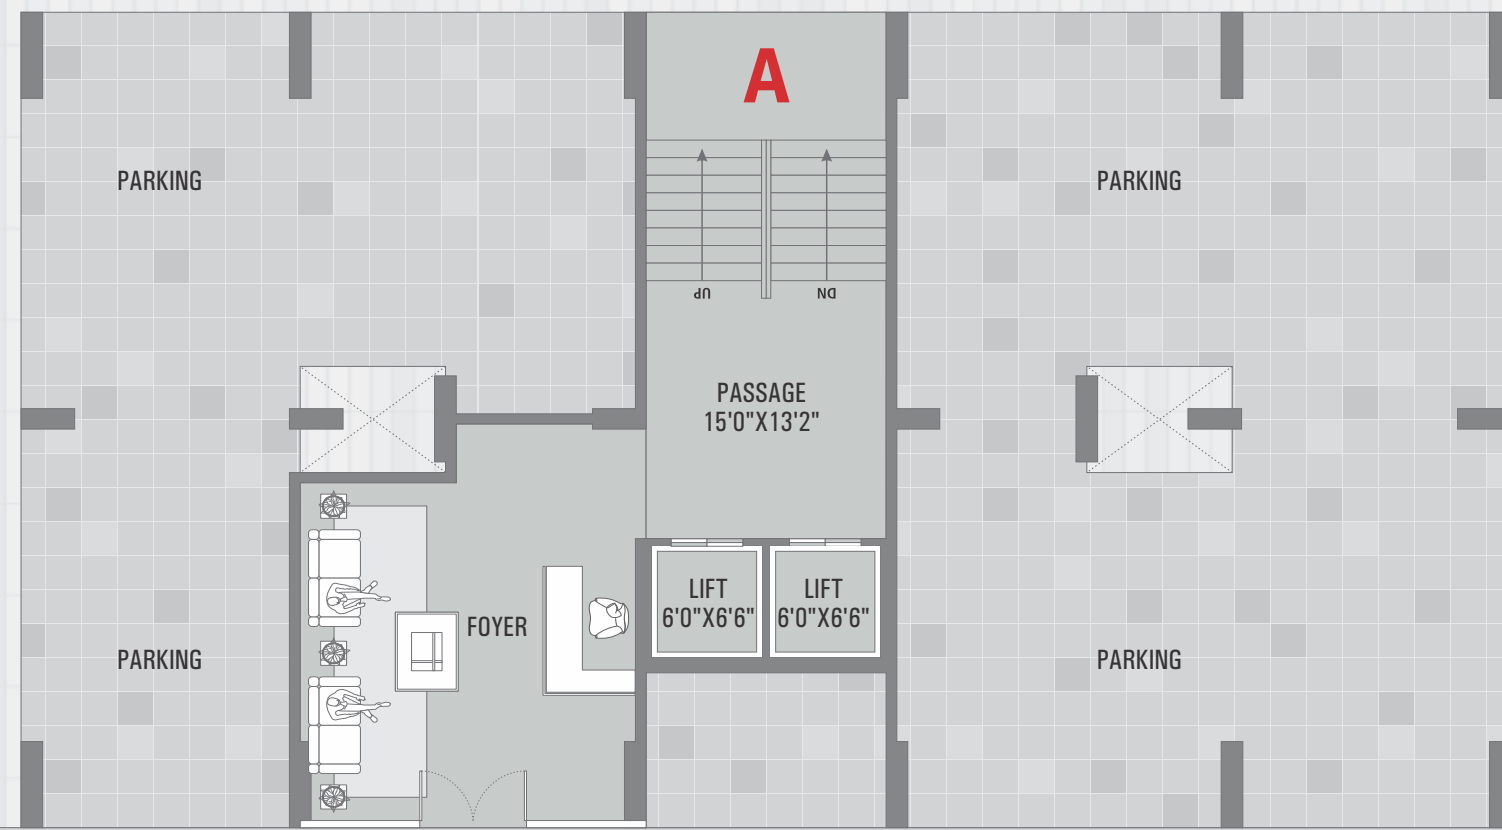 A
PARKING
PARKING
UP
DN
PASSAGE
15'0"X13'2"
LIFT
6'0"X6'6"
LIFT
6'0"X6'6"
FOYER
PARKING
PARKING